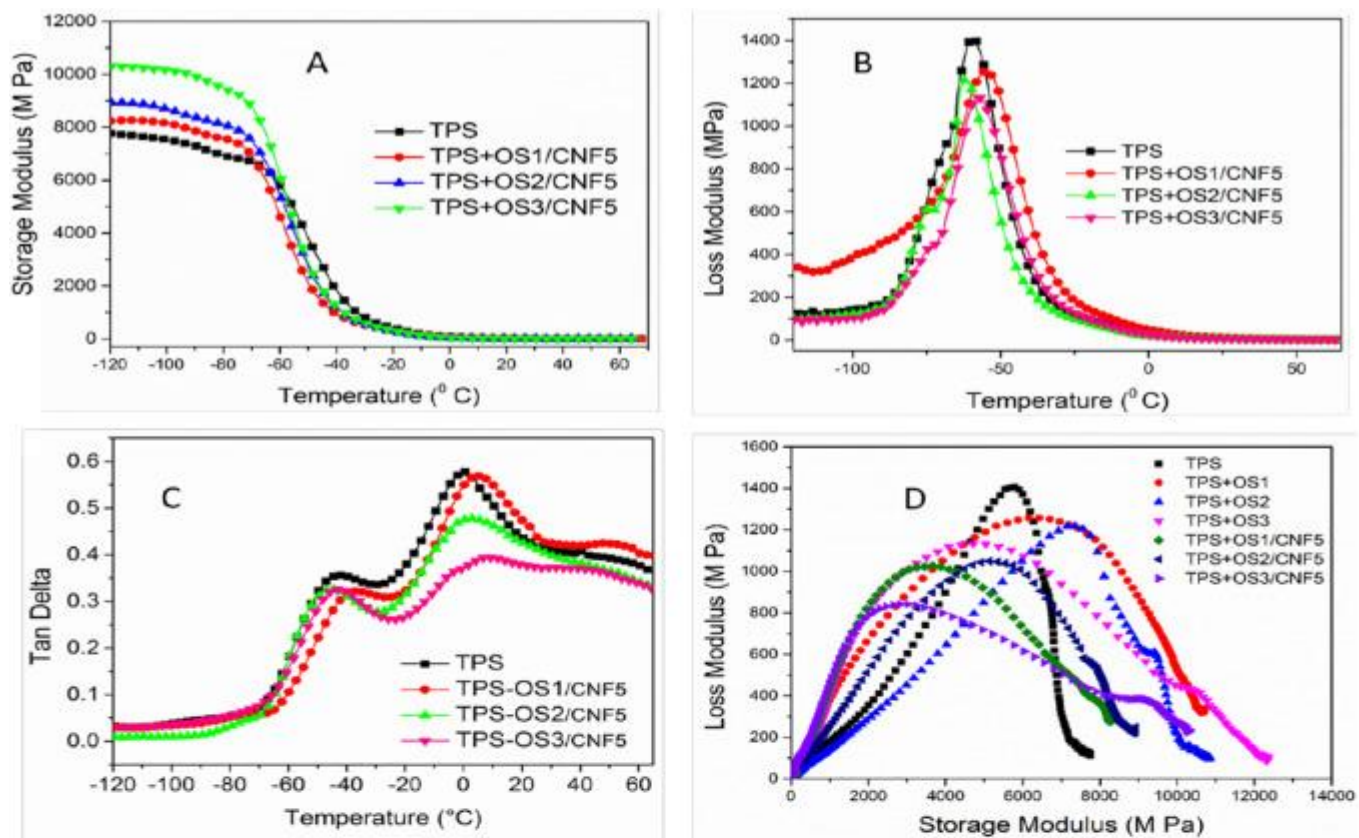 A
Storage Modulus (M Pa)
12000
10000
8000
6000
4000
2000
0
TPS
TPS+OS1/CNF5
TPS+OS2/CNF5
TPS+OS3/CNF5
-120 -100 -80 -60 -40 -20 0 20 40 60
Temperature (⁰ C)
B
Loss Modulus (MPa)
1400
1200
1000
800
600
400
200
0
TPS
TPS+OS1/CNF5
TPS+OS2/CNF5
TPS+OS3/CNF5
-100 -50 0 50
Temperature (⁰ C)
C
Tan Delta
0.6
0.5
0.4
0.3
0.2
0.1
0.0
TPS
TPS-OS1/CNF5
TPS-OS2/CNF5
TPS-OS3/CNF5
-120 -100 -80 -60 -40 -20 0 20 40 60
Temperature (°C)
D
Loss Modulus (M Pa)
1600
1400
1200
1000
800
600
400
200
0
TPS
TPS+OS1
TPS+OS2
TPS+OS3
TPS+OS1/CNF5
TPS+OS2/CNF5
TPS+OS3/CNF5
0 2000 4000 6000 8000 10000 12000 14000
Storage Modulus (M Pa)